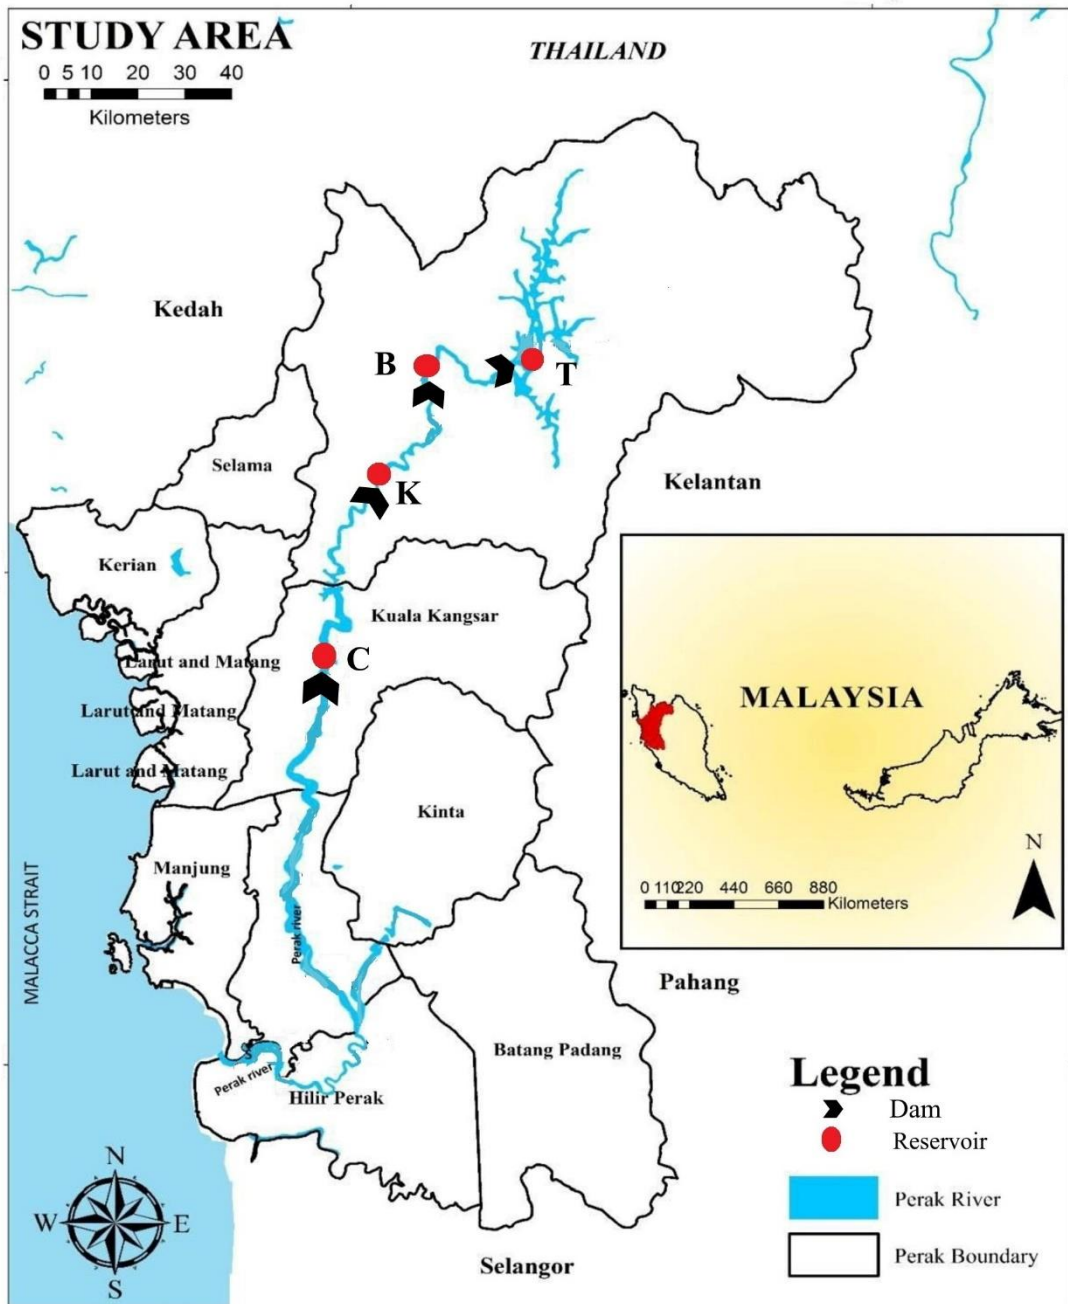 STUDY AREA
0 5 10 20 30 40
Kilometers
THAILAND
Kedah
B
T
Selama
K
Kelantan
Kerian
Kuala Kangsar
Larut and Matang
C
Larut and Matang
MALAYSIA
Larut and Matang
Kinta
Manjung
N
0 110220 440 660 880
Kilometers
MALACCA STRAIT
Perak river
Pahang
Batang Padang
Perak river
Hilir Perak
Legend
Dam
Reservoir
Perak River
Perak Boundary
N
W E
S
Selangor